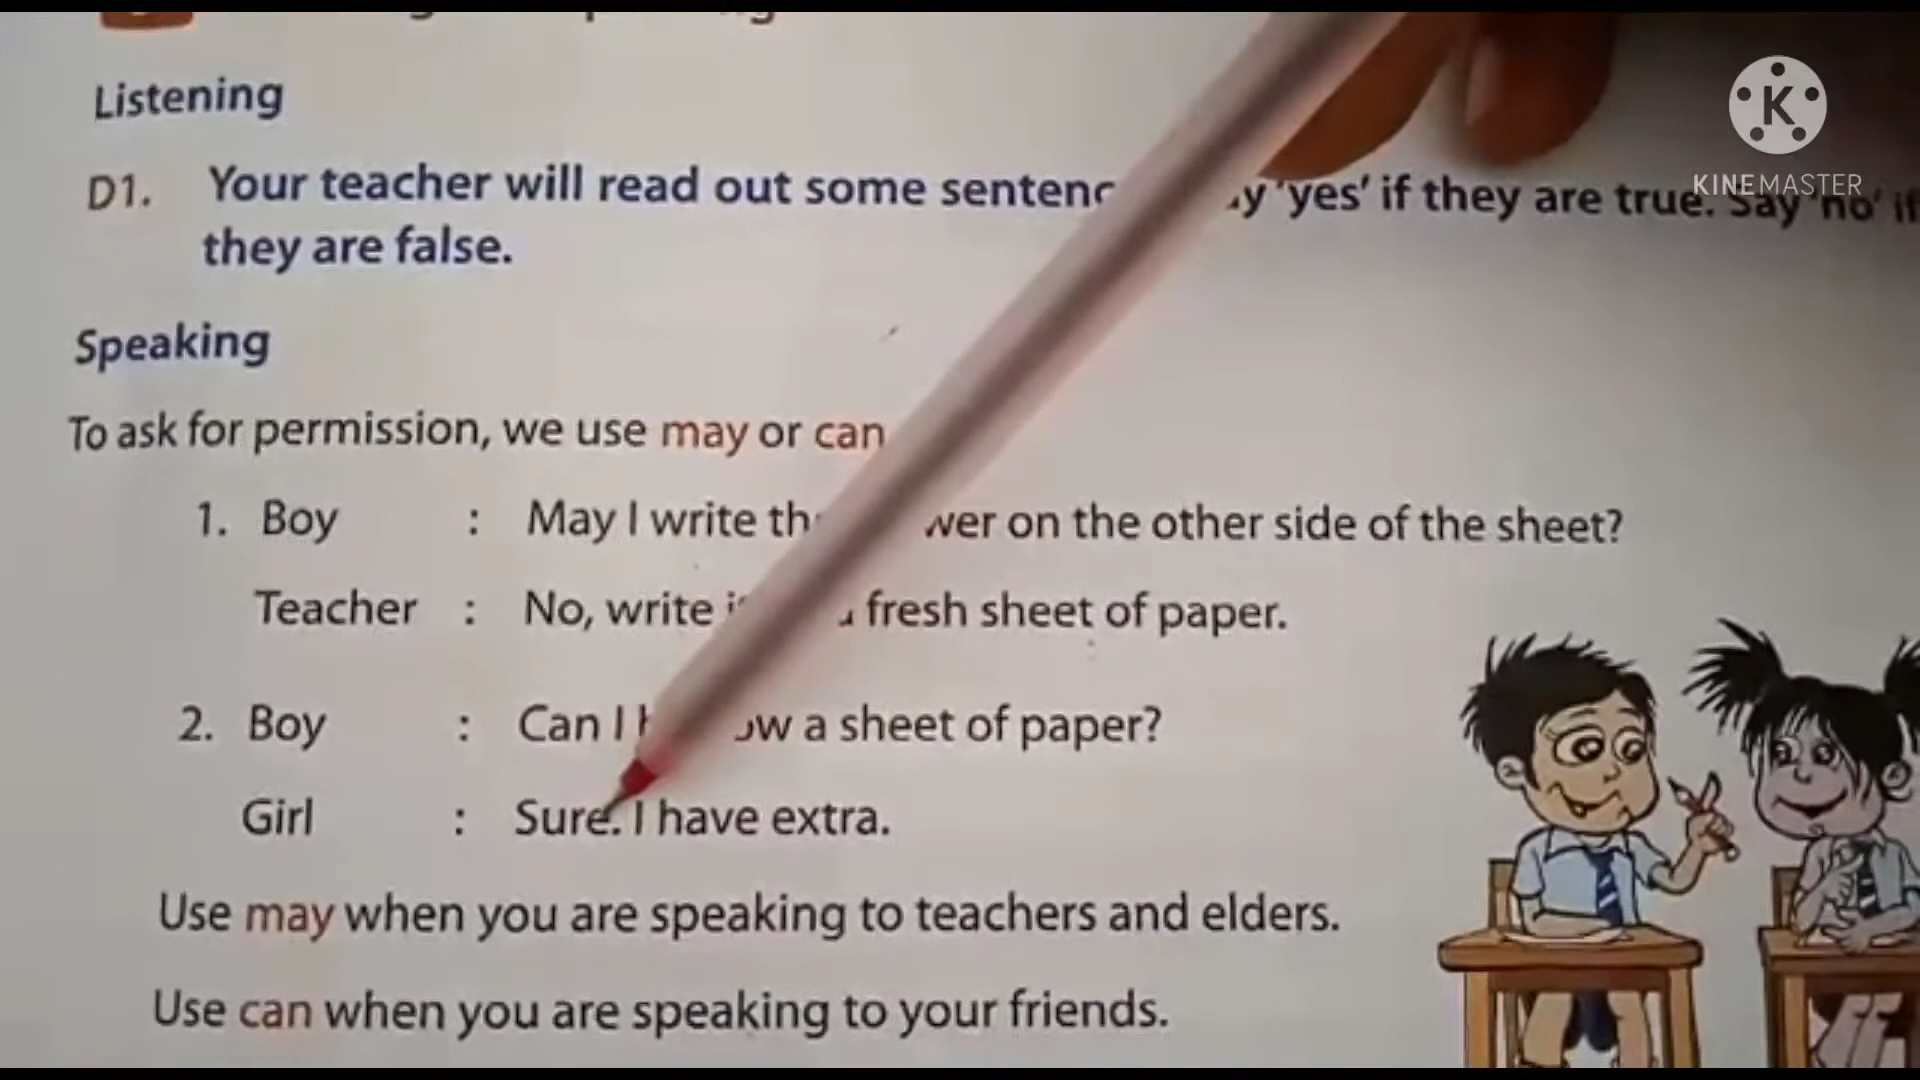 Listening
D1. Your teacher will read out some 'yes' if they are true. Say 'no' if
they are false.
Speaking
To ask for permission, we use may or can
1. Boy : May I write on the other side of the sheet?
Teacher : No, write fresh sheet of paper.
2. Boy : Can I a sheet of paper?
Girl : Sure. I have extra.
Use may when you are speaking to teachers and elders.
Use can when you are speaking to your friends.
K
KINEMASTER